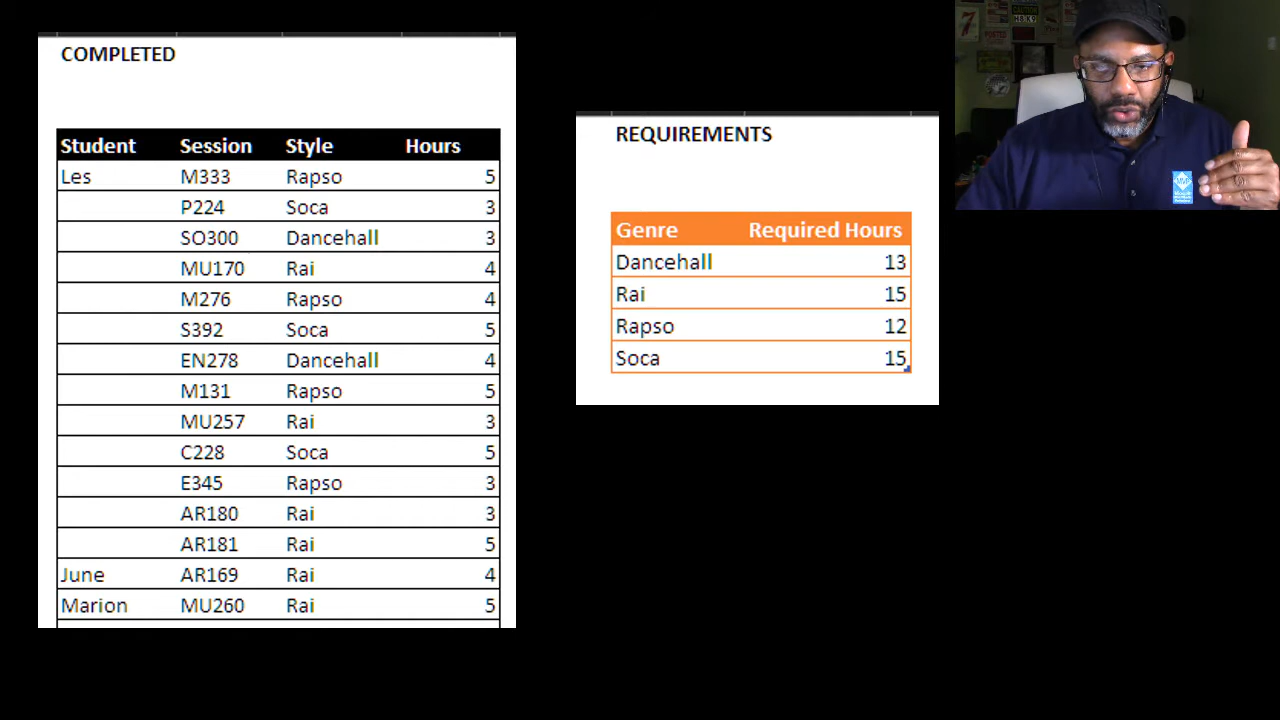 COMPLETED
Student Session Style Hours
Les M333 Rapso 5
P224 Soca 3
SO300 Dancehall 3
MU170 Rai 4
M276 Rapso 4
S392 Soca 5
EN278 Dancehall 4
M131 Rapso 5
MU257 Rai 3
C228 Soca 5
E345 Rapso 3
AR180 Rai 3
AR181 Rai 5
June AR169 Rai 4
Marion MU260 Rai 5
REQUIREMENTS
Genre Required Hours
Dancehall 13
Rai 15
Rapso 12
Soca 15
7